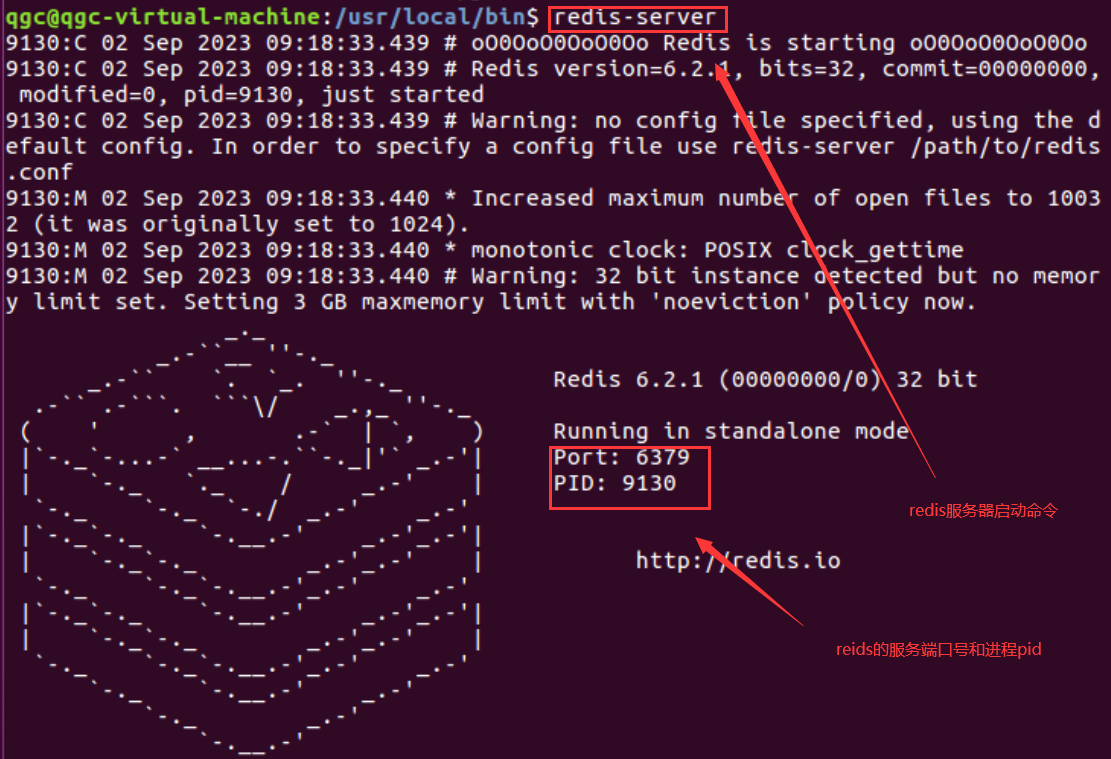 qgc@qgc-virtual-machine:/usr/local/bin$ redis-server
9130:C 02 Sep 2023 09:18:33.439 # oO0OoO0OoO0Oo Redis is starting oO0OoO0OoO0Oo
9130:C 02 Sep 2023 09:18:33.439 # Redis version=6.2.1, bits=32, commit=00000000,
modified=0, pid=9130, just started
9130:C 02 Sep 2023 09:18:33.439 # Warning: no config file specified, using the d
efault config. In order to specify a config file use redis-server /path/to/redis
.conf
9130:M 02 Sep 2023 09:18:33.440 * Increased maximum number of open files to 1003
2 (it was originally set to 1024).
9130:M 02 Sep 2023 09:18:33.440 * monotonic clock: POSIX clock_gettime
9130:M 02 Sep 2023 09:18:33.440 # Warning: 32 bit instance detected but no memor
y limit set. Setting 3 GB maxmemory limit with 'noeviction' policy now.
Redis 6.2.1 (00000000/0) 32 bit
Running in standalone mode
Port: 6379
PID: 9130
redis服务器启动命令
http://redis.io
reids的服务端口号和进程pid